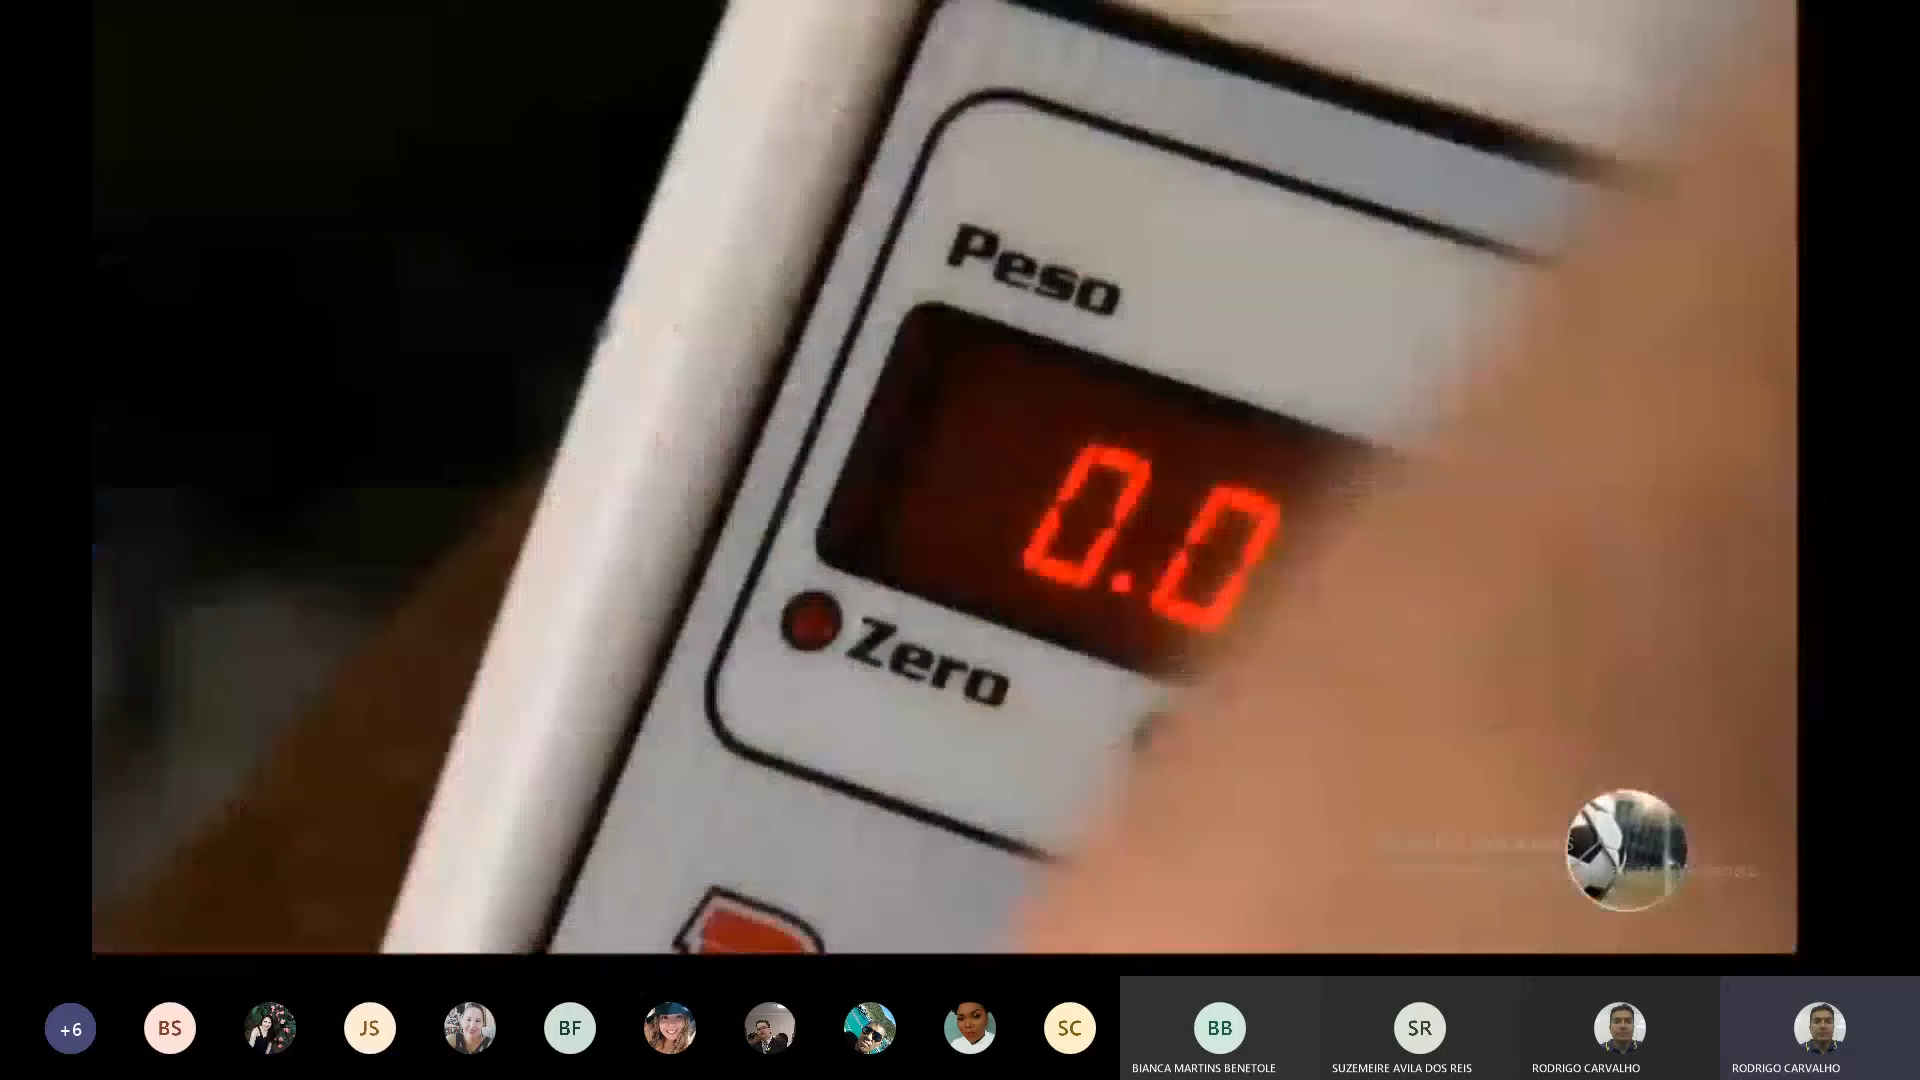 Peso
0.0
Zero
+6
BS
JS
BF
SC
BB
SR
BIANCA MARTINS BENETOLE
SUZEMEIRE AVILA DOS REIS
RODRIGO CARVALHO
RODRIGO CARVALHO